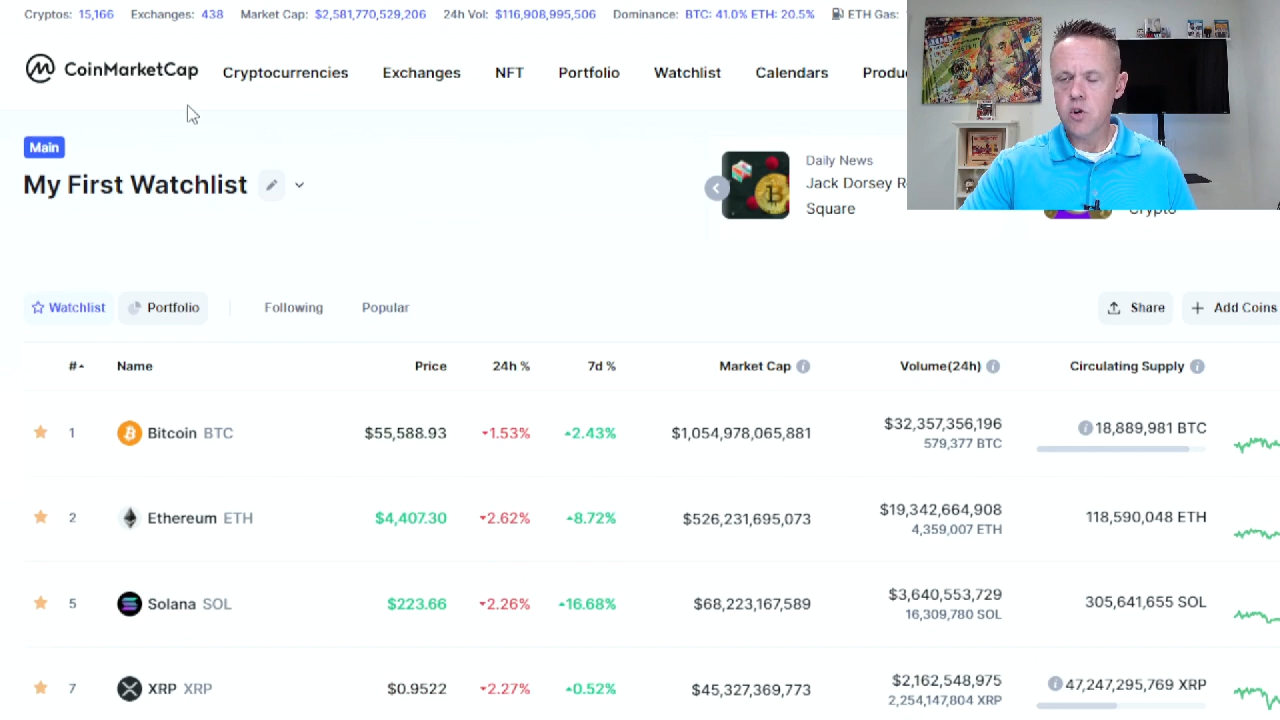 Cryptos: 15,166 Exchanges: 438 Market Cap: $2,581,770,529,206 24h Vol: $116,908,995,506 Dominance: BTC: 41.0% ETH: 20.5% ETH Gas:
CoinMarketCap Cryptocurrencies Exchanges NFT Portfolio Watchlist Calendars Produ
Main
My First Watchlist
Daily News
Jack Dorsey R
Square
Crypto
Watchlist Portfolio Following Popular Share + Add Coins
# Name Price 24h % 7d % Market Cap Volume(24h) Circulating Supply
1 Bitcoin BTC $55,588.93 1.53% 2.43% $1,054,978,065,881 $32,357,356,196 18,889,981 BTC
579,377 BTC
2 Ethereum ETH $4,407.30 2.62% 8.72% $526,231,695,073 $19,342,664,908 118,590,048 ETH
4,359,007 ETH
5 Solana SOL $223.66 2.26% 16.68% $68,223,167,589 $3,640,553,729 305,641,655 SOL
16,309,780 SOL
7 XRP XRP $0.9522 2.27% 0.52% $45,327,369,773 $2,162,548,975 47,247,295,769 XRP
2,254,147,804 XRP